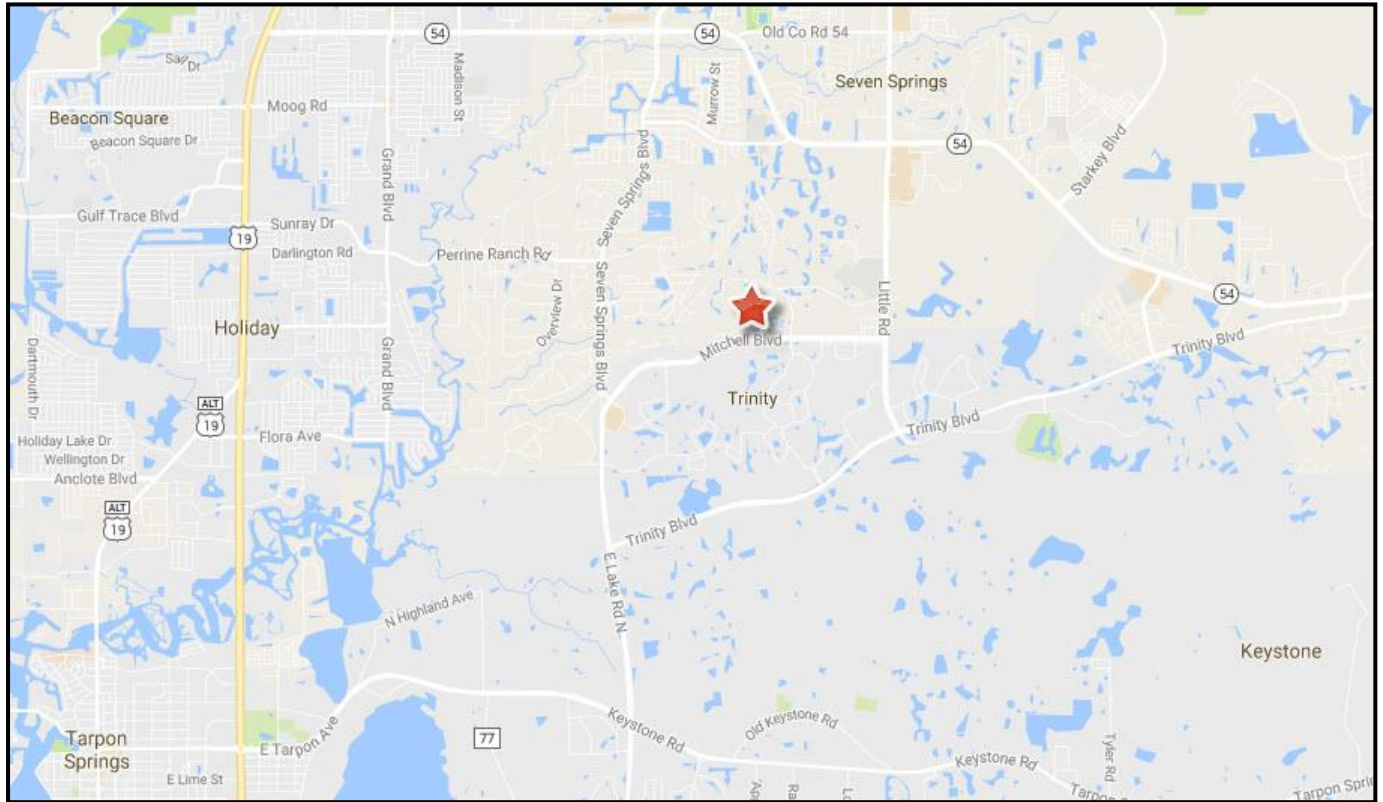 54
54
Old Co Rd 54
Sail Dr
Madison St
Murrow St
Seven Springs
Moog Rd
Beacon Square
Beacon Square Dr
Grand Blvd
Seven Springs Blvd
54
Starkey Blvd
Gulf Trace Blvd
Sunray Dr
19
Darlington Rd
Perrine Ranch Rd
Seven Springs Blvd
Overview Dr
Little Rd
54
Holiday
Mitchell Blvd
Trinity Blvd
Dartmouth Dr
Grand Blvd
Trinity
ALT
19
Trinity Blvd
Flora Ave
Holiday Lake Dr
Wellington Dr
Anclote Blvd
ALT
19
Trinity Blvd
E Lake Rd N
N Highland Ave
Keystone
Tarpon
Springs
E Tarpon Ave
77
Keystone Rd
Old Keystone Rd
Tyler Rd
Keystone Rd
E Lime St
Tarpon Sprin